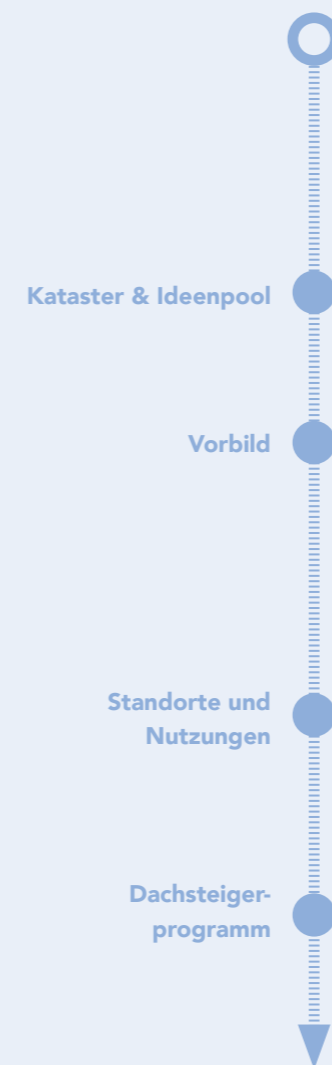 Kataster & Ideenpool
Vorbild
Standorte und
Nutzungen
Dachsteiger-
programm